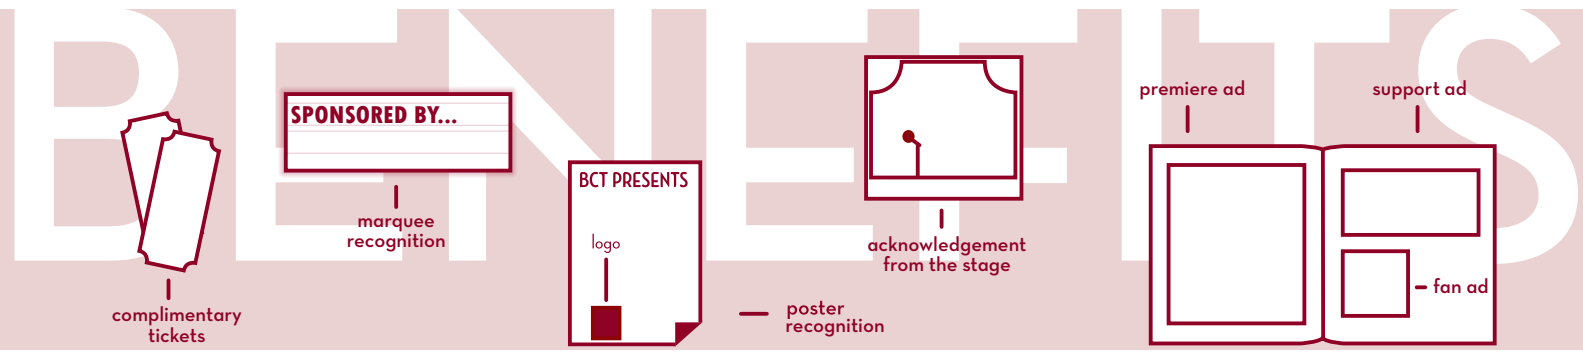 BENEFITS
complimentary
tickets
SPONSORED BY...
marquee
recognition
BCT PRESENTS
logo
poster
recognition
acknowledgement
from the stage
premiere ad
support ad
fan ad